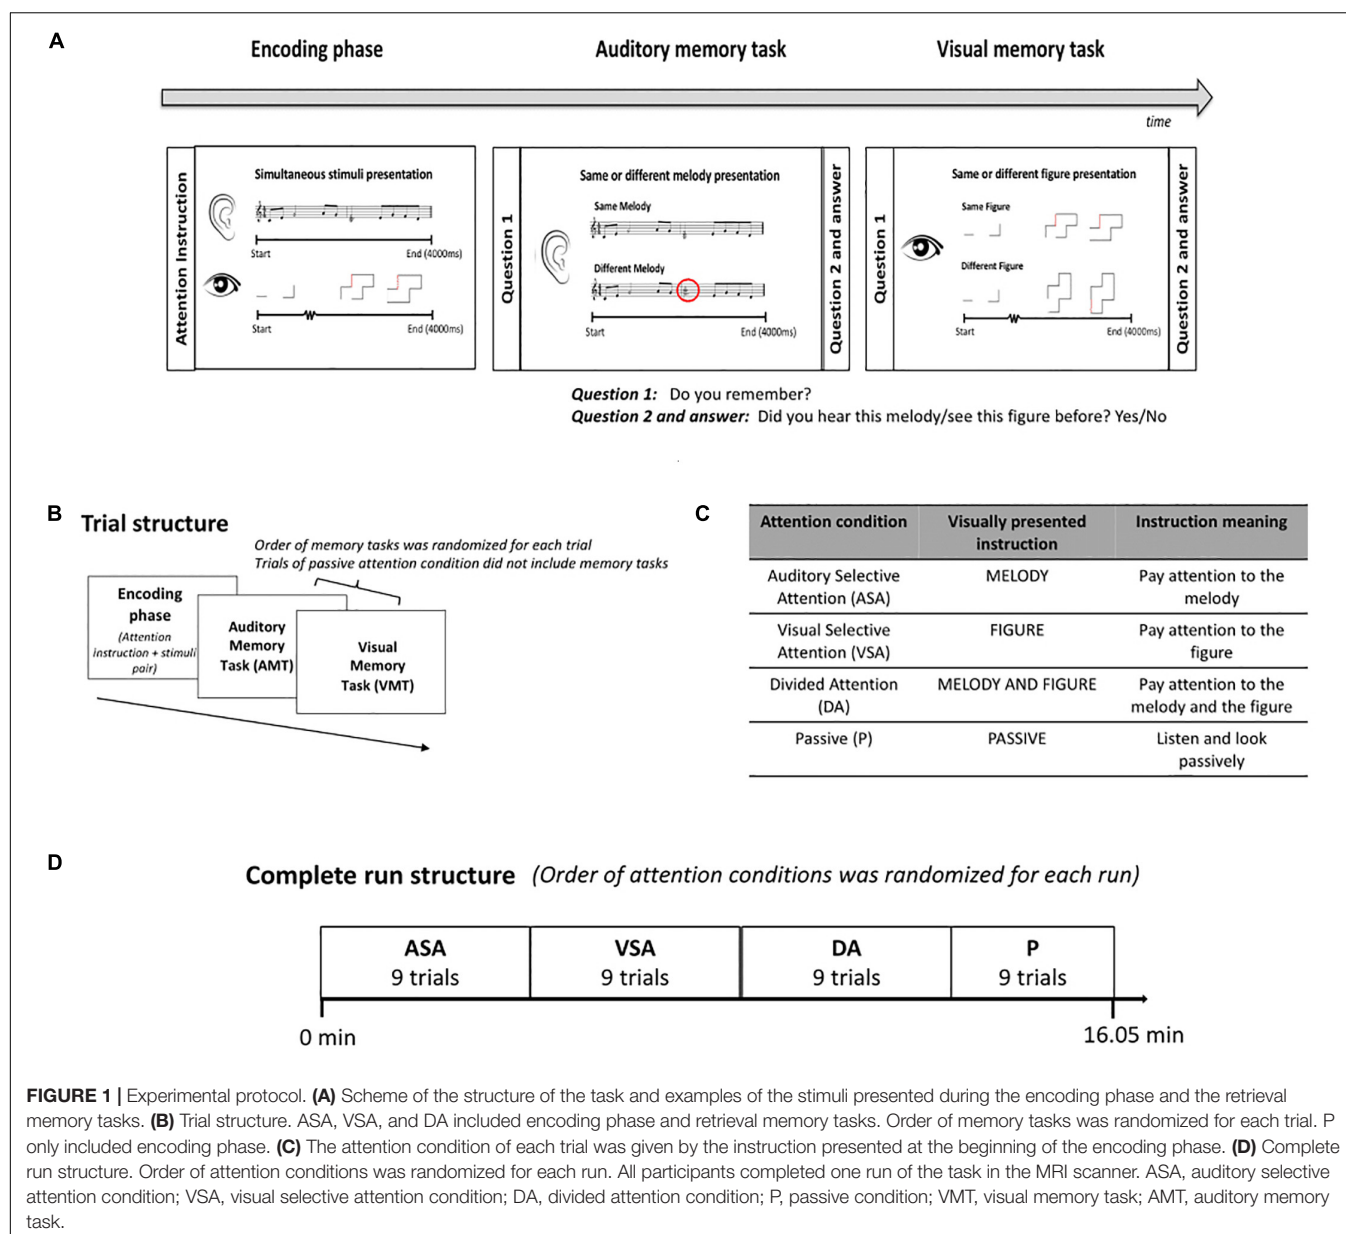 A
Encoding phase
Auditory memory task
Visual memory task
time
Attention Instruction
Simultaneous stimuli presentation
Start
End (4000ms)
Start
End (4000ms)
Question 1
Same or different melody presentation
Same Melody
Different Melody
Start
End (4000ms)
Question 2 and answer
Question 1
Same or different figure presentation
Same Figure
Different Figure
Start
End (4000ms)
Question 2 and answer
Question 1: Do you remember?
Question 2 and answer: Did you hear this melody/see this figure before? Yes/No
B
Trial structure
Order of memory tasks was randomized for each trial
Trials of passive attention condition did not include memory tasks
Encoding
phase
(Attention
instruction + stimuli
pair)
Auditory
Memory
Task (AMT)
Visual
Memory
Task (VMT)
C
Attention condition
Visually presented
instruction
Instruction meaning
Auditory Selective
Attention (ASA)
MELODY
Pay attention to the
melody
Visual Selective
Attention (VSA)
FIGURE
Pay attention to the
figure
Divided Attention
(DA)
MELODY AND FIGURE
Pay attention to the
melody and the figure
Passive (P)
PASSIVE
Listen and look
passively
D
Complete run structure (Order of attention conditions was randomized for each run)
ASA
9 trials
VSA
9 trials
DA
9 trials
P
9 trials
0 min
16.05 min
FIGURE 1 | Experimental protocol. (A) Scheme of the structure of the task and examples of the stimuli presented during the encoding phase and the retrieval
memory tasks. (B) Trial structure. ASA, VSA, and DA included encoding phase and retrieval memory tasks. Order of memory tasks was randomized for each trial. P
only included encoding phase. (C) The attention condition of each trial was given by the instruction presented at the beginning of the encoding phase. (D) Complete
run structure. Order of attention conditions was randomized for each run. All participants completed one run of the task in the MRI scanner. ASA, auditory selective
attention condition; VSA, visual selective attention condition; DA, divided attention condition; P, passive condition; VMT, visual memory task; AMT, auditory memory
task.